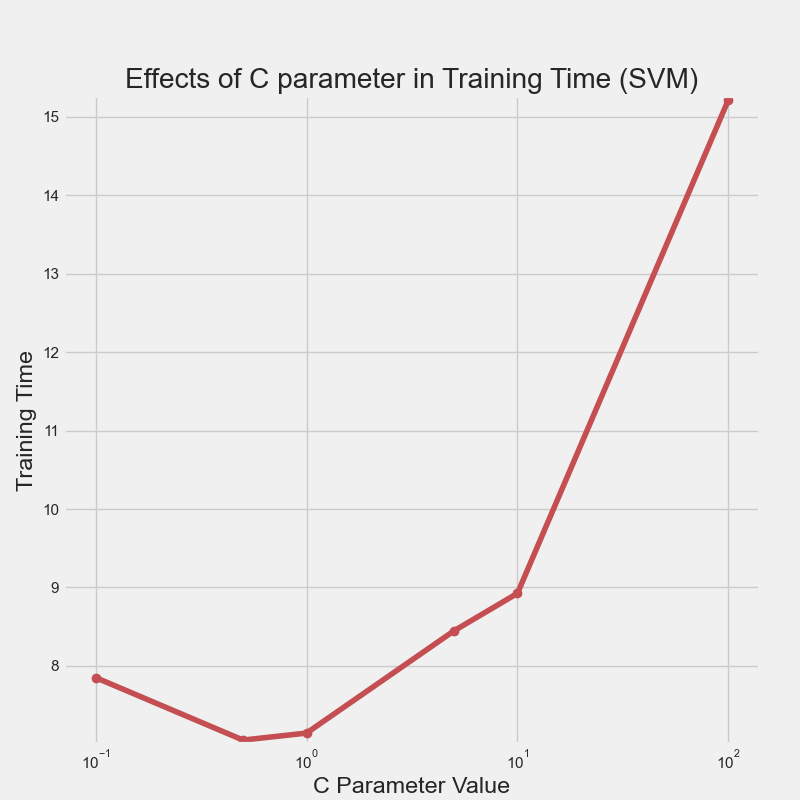 Effects of C parameter in Training Time (SVM)
15
14
13
12
11
10
9
8
Training Time
10⁻¹ 10⁰ 10¹ 10²
C Parameter Value